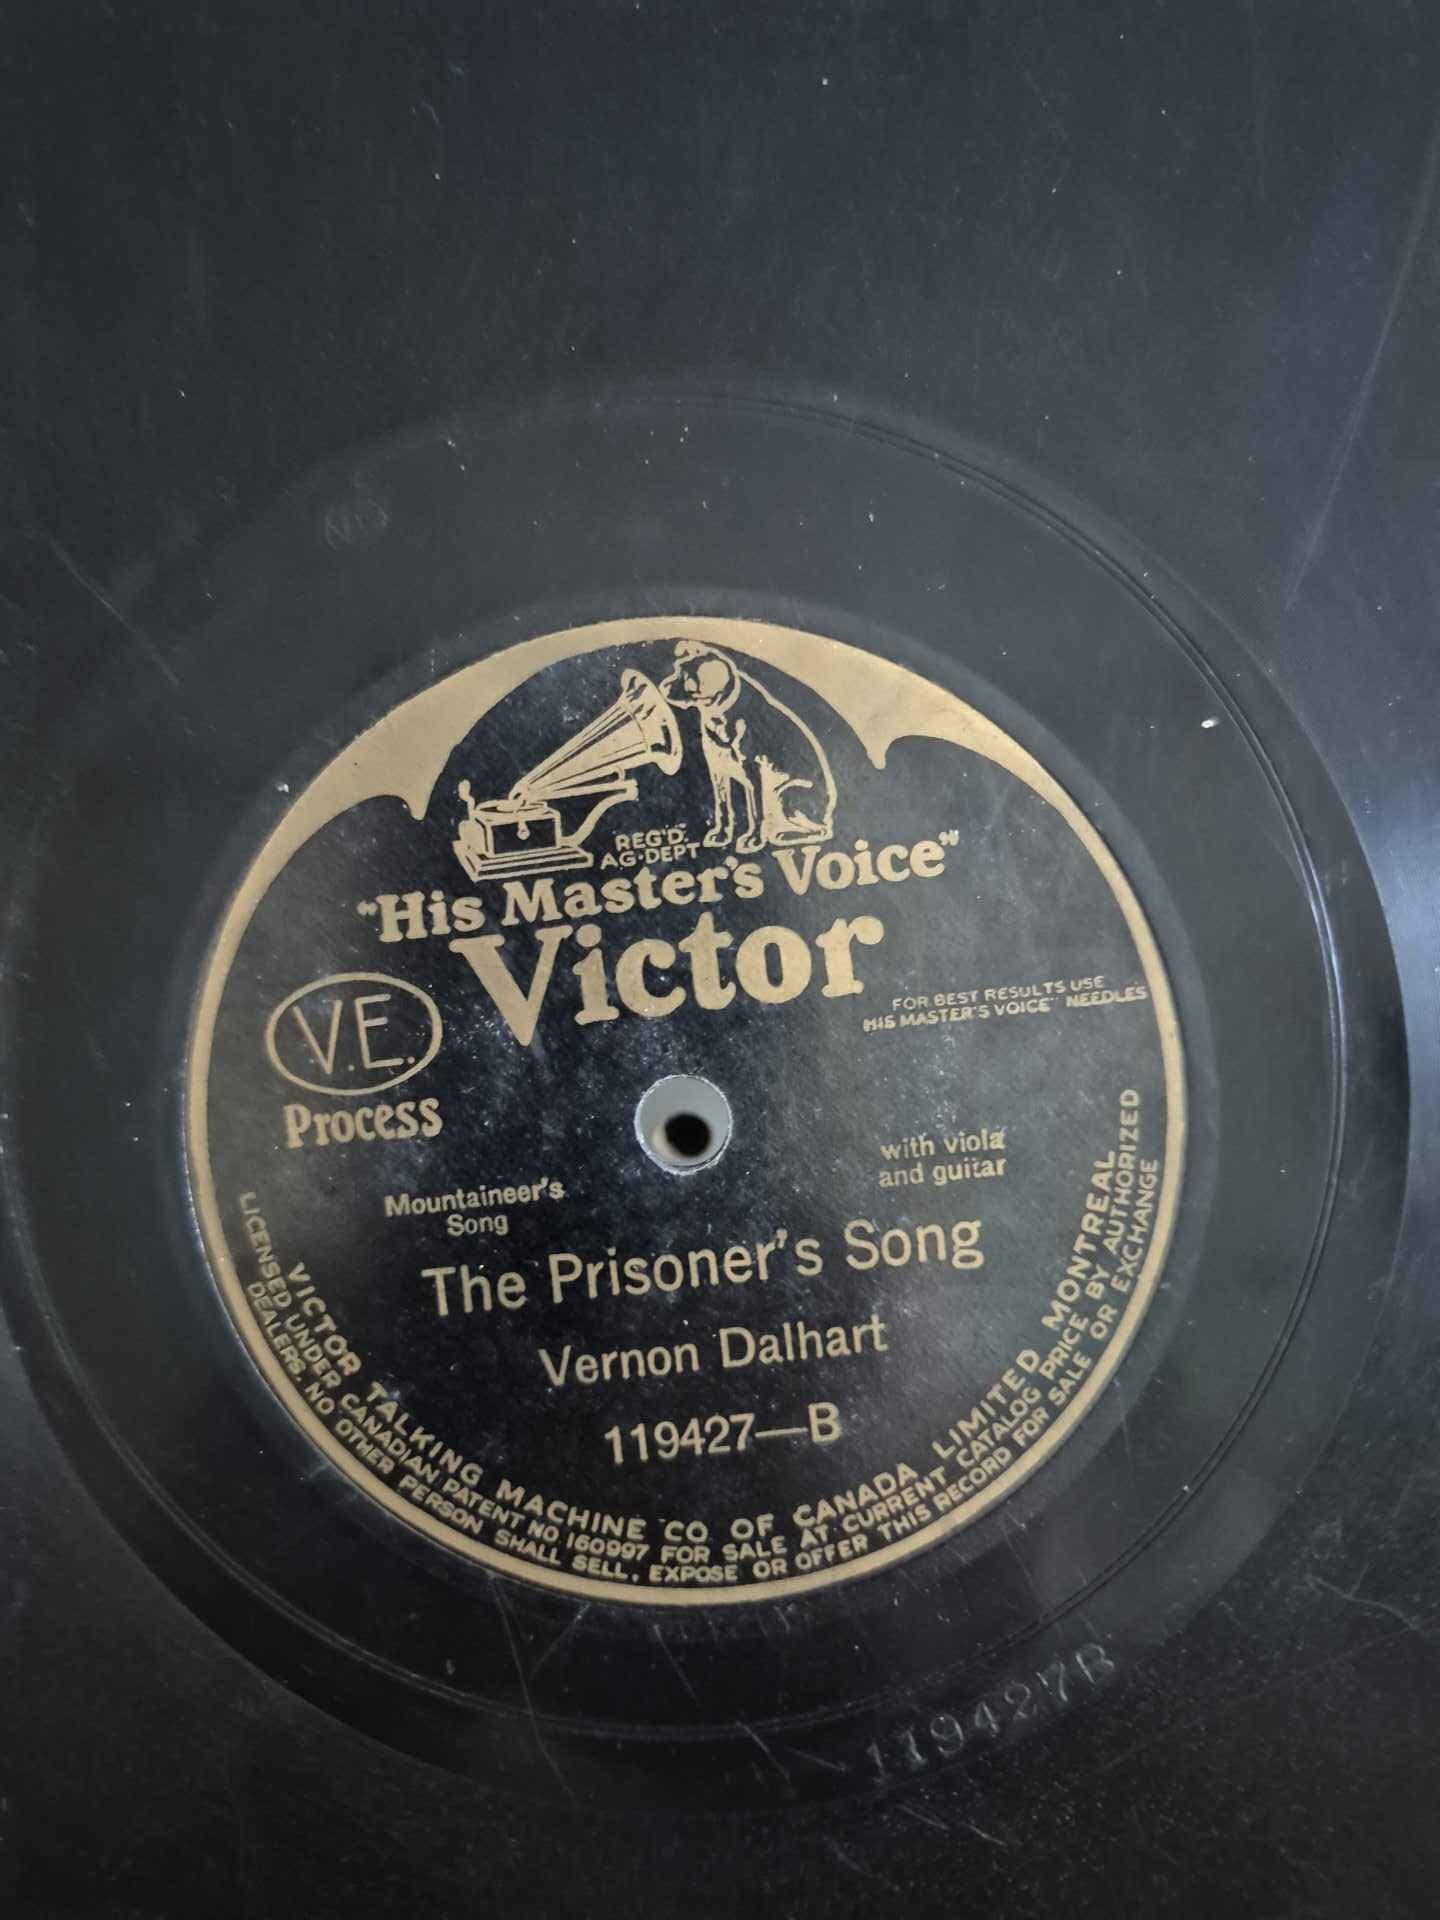 REG'D.
AG·DEPT
"His Master's Voice"
Victor
V.E.
Process
FOR BEST RESULTS USE
HIS MASTER'S VOICE" NEEDLES
with viola
and guitar
Mountaineer's
Song
The Prisoner's Song
Vernon Dalhart
119427—B
VICTOR TALKING MACHINE CO OF CANADA, LIMITED MONTREAL
LICENSED UNDER CANADIAN PATENT NO 160997 FOR SALE AT CURRENT CATALOG PRICE BY AUTHORIZED
DEALERS. NO OTHER PERSON SHALL SELL, EXPOSE OR OFFER THIS RECORD FOR SALE OR EXCHANGE
119427B